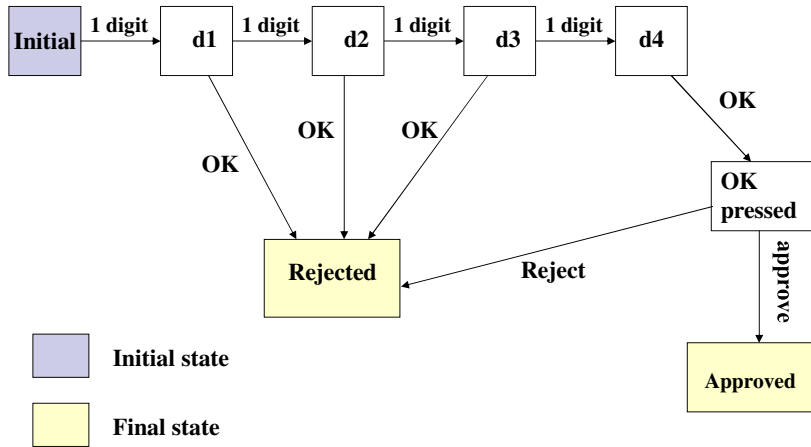 1 digit
1 digit
1 digit
1 digit
Initial
d1
d2
d3
d4
OK
OK
OK
OK
OK
pressed
Rejected
Reject
approve
Initial state
Approved
Final state